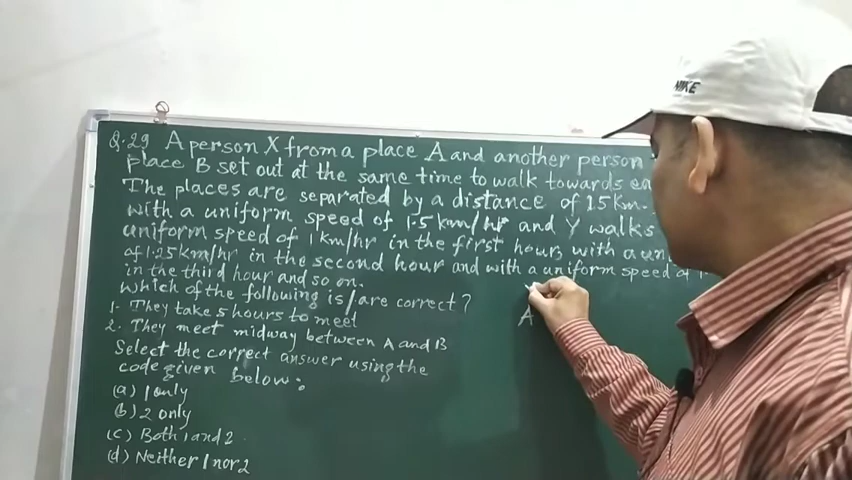 Q.29 A person X from a place A and another person
place B set out at the same time to walk towards ea
The places are separated by a distance of 15 km.
with a uniform speed of 1.5 km/hr and Y walks
uniform speed of 1 km/hr in the first hour, with a un
of 1.25 km/hr in the second hour and with a uniform speed of 1
in the third hour and so on.
Which of the following is/are correct?
1. They take 5 hours to meet
2. They meet midway between A and B
Select the correct answer using the
code given below:
(a) 1 only
(b) 2 only
(c) Both 1 and 2
(d) Neither 1 nor 2
A
NIKE